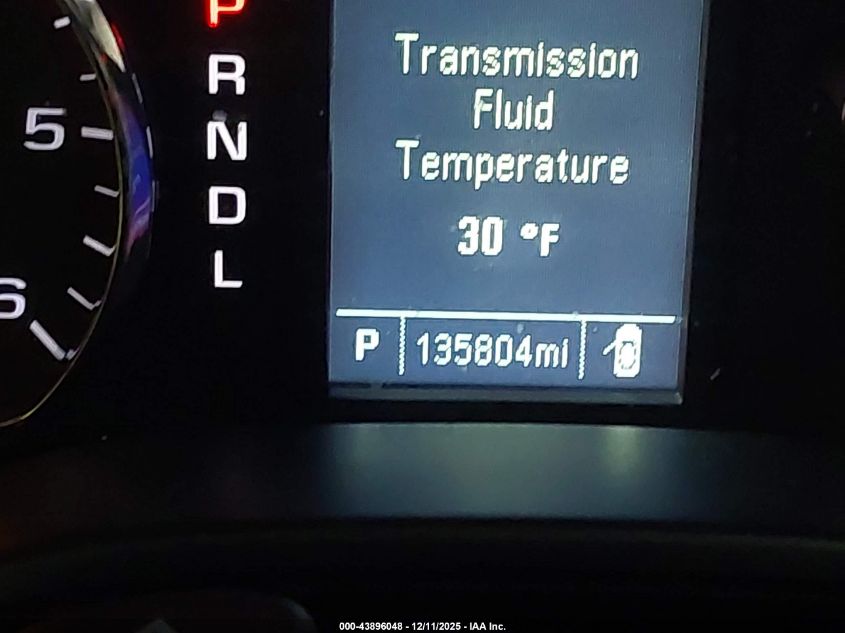 P
R
N
D
L
5
6
Transmission
Fluid
Temperature
30 °F
P 135804mi
000-43896048 - 12/11/2025 - IAA Inc.